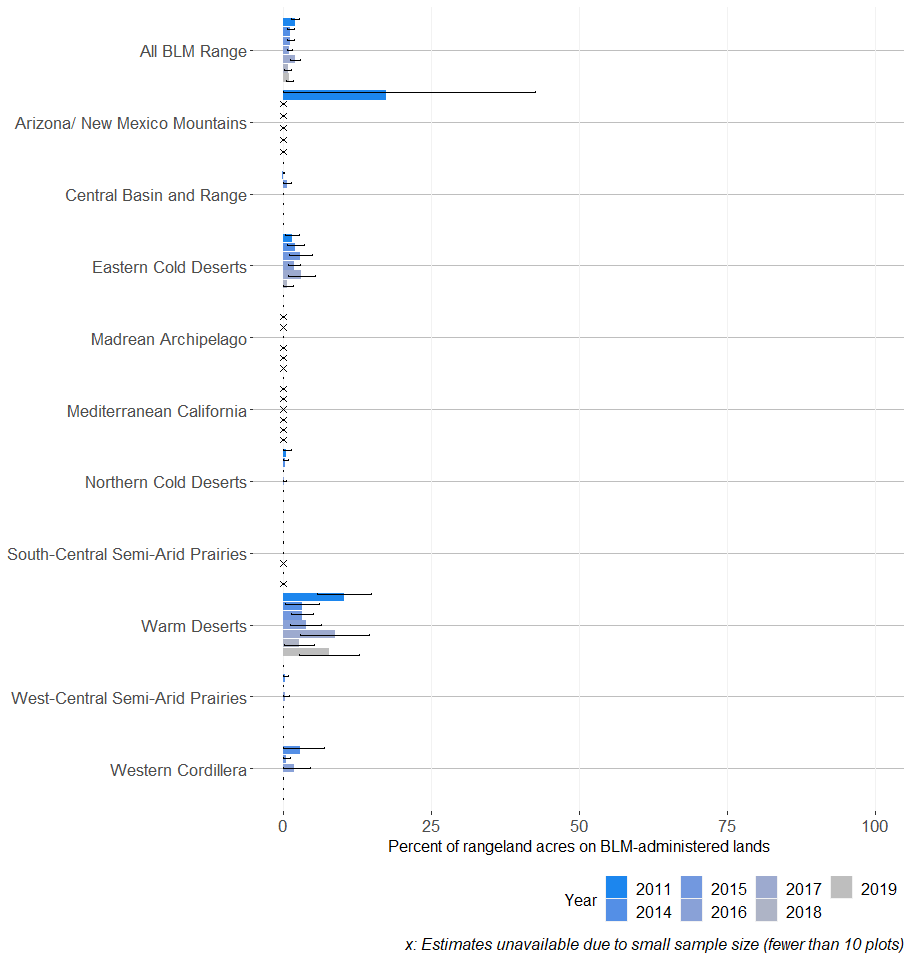 All BLM Range
Arizona/ New Mexico Mountains
Central Basin and Range
Eastern Cold Deserts
Madrean Archipelago
Mediterranean California
Northern Cold Deserts
South-Central Semi-Arid Prairies
Warm Deserts
West-Central Semi-Arid Prairies
Western Cordillera
0 25 50 75 100
Percent of rangeland acres on BLM-administered lands
Year
2011 2015 2017 2019
2014 2016 2018
x: Estimates unavailable due to small sample size (fewer than 10 plots)